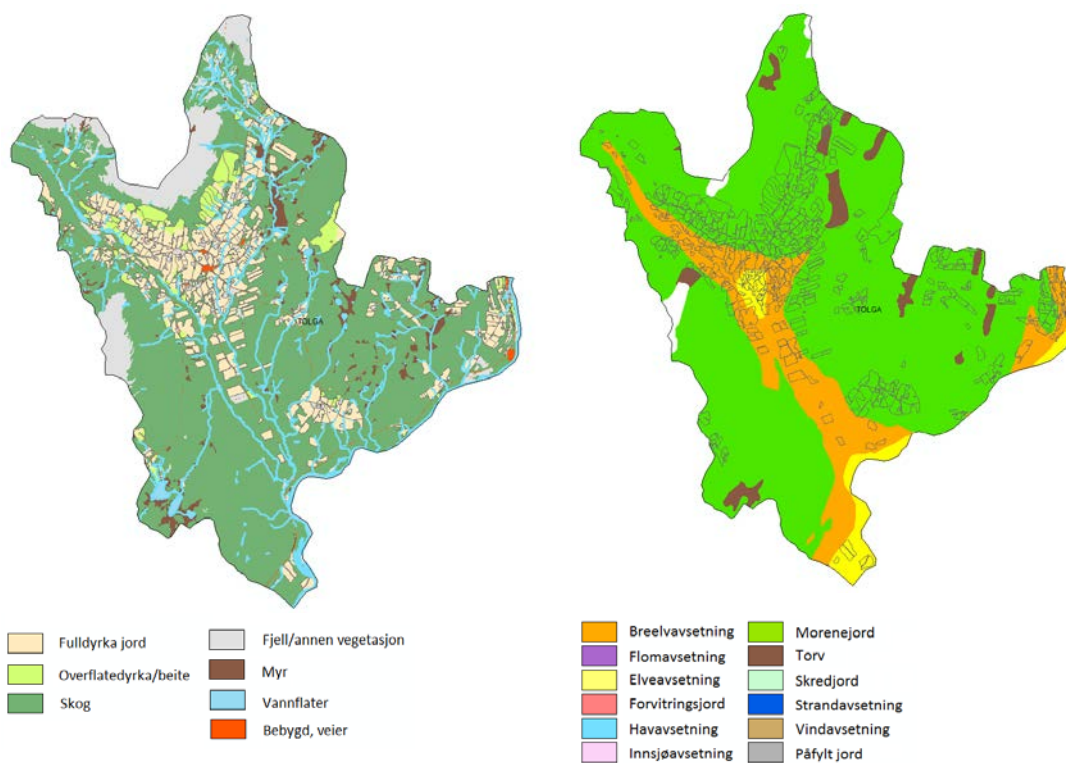 TOLGA
TOLGA
Fulldyrka jord
Overflatedyrka/beite
Skog
Fjell/annen vegetasjon
Myr
Vannflater
Bebygd, veier
Breelvavsetning
Flomavsetning
Elveavsetning
Forvitringsjord
Havavsetning
Innsjøavsetning
Morenejord
Torv
Skredjord
Strandavsetning
Vindavsetning
Påfylt jord